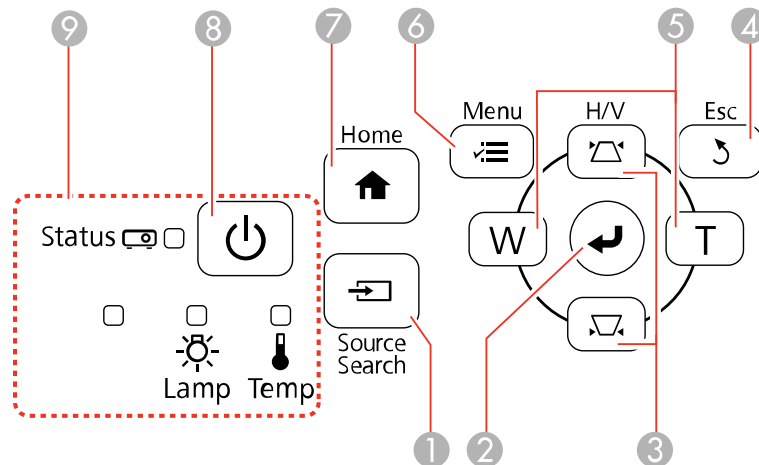 9 8 7 6 5 4
Menu H/V Esc
Home
Status W T
Source
Search
Lamp Temp
1 2 3